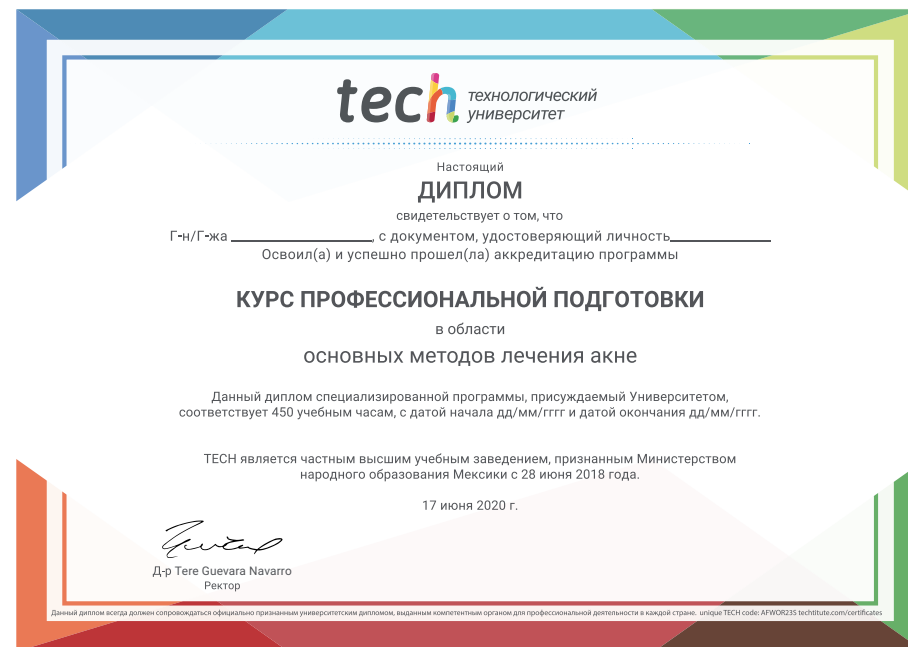 tech технологический
университет
Настоящий
ДИПЛОМ
свидетельствует о том, что
Г-н/Г-жа ____________________, с документом, удостоверяющий личность______________
Освоил(а) и успешно прошел(ла) аккредитацию программы
КУРС ПРОФЕССИОНАЛЬНОЙ ПОДГОТОВКИ
в области
основных методов лечения акне
Данный диплом специализированной программы, присуждаемый Университетом,
соответствует 450 учебным часам, с датой начала дд/мм/гггг и датой окончания дд/мм/гггг.
TECH является частным высшим учебным заведением, признанным Министерством
народного образования Мексики с 28 июня 2018 года.
17 июня 2020 г.
Д-р Tere Guevara Navarro
Ректор
Данный диплом всегда должен сопровождаться официально признанным университетским дипломом, выданным компетентным органом для профессиональной деятельности в каждой стране. unique TECH code: AFWOR235 techtitute.com/certificates